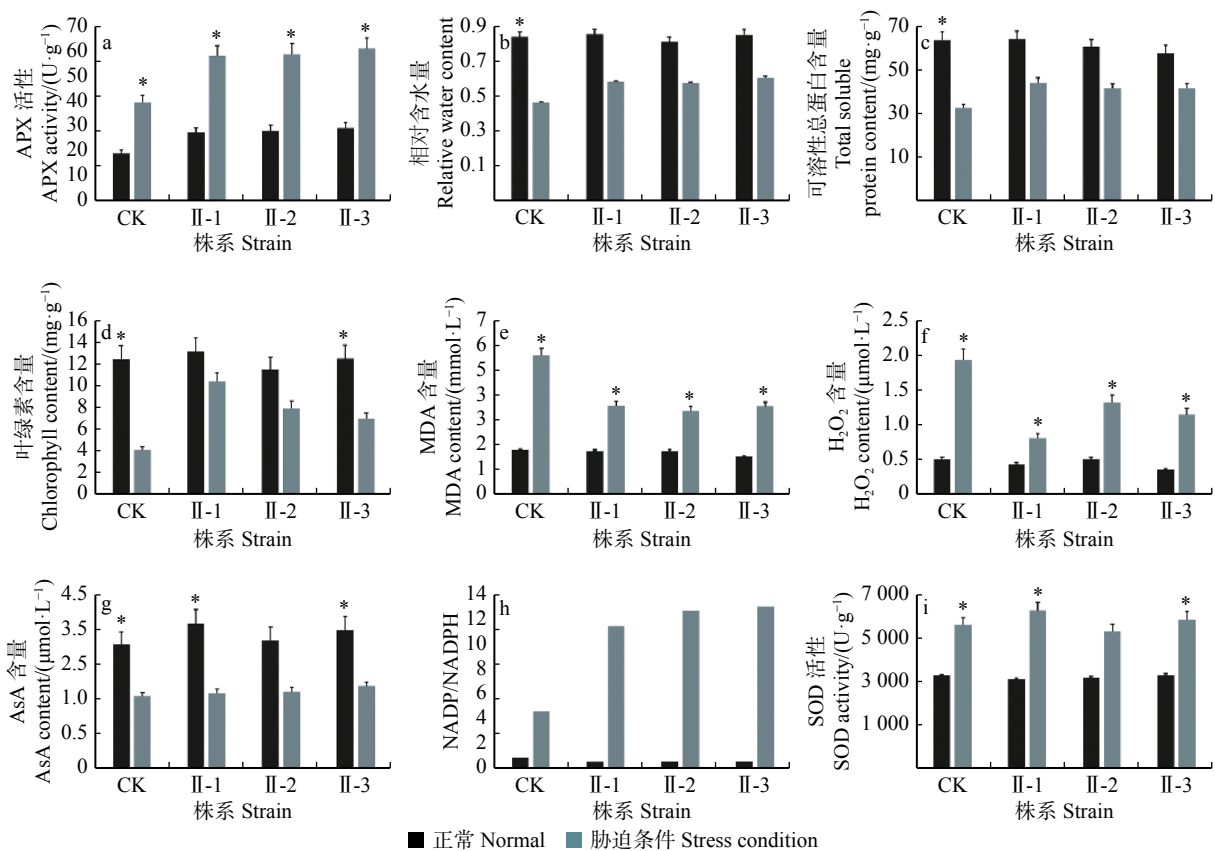 APX 活性
APX activity/(U·g⁻¹)
a
70
60
40
30
20
0
* * * *
CK Ⅱ-1 Ⅱ-2 Ⅱ-3
株系 Strain
相对含水量
Relative water content
b
0.9
0.7
0.5
0.3
0.1
*
CK Ⅱ-1 Ⅱ-2 Ⅱ-3
株系 Strain
可溶性总蛋白含量
Total soluble
protein content/(mg·g⁻¹)
c
70
50
30
10
*
CK Ⅱ-1 Ⅱ-2 Ⅱ-3
株系 Strain
叶绿素含量
Chlorophyll content/(mg·g⁻¹)
d
16
14
12
8
6
4
2
0
* *
CK Ⅱ-1 Ⅱ-2 Ⅱ-3
株系 Strain
MDA 含量
MDA content/(mmol·L⁻¹)
e
7
6
5
3
3
2
1
0
* * * *
CK Ⅱ-1 Ⅱ-2 Ⅱ-3
株系 Strain
H₂O₂ 含量
H₂O₂ content/(μmol·L⁻¹)
f
2.5
2.0
1.5
1.0
0.5
0
* * * *
CK Ⅱ-1 Ⅱ-2 Ⅱ-3
株系 Strain
AsA 含量
AsA content/(μmol·L⁻¹)
g
4.5
3.5
2.5
1.0
0.5
0
* * *
CK Ⅱ-1 Ⅱ-2 Ⅱ-3
株系 Strain
NADP/NADPH
h
14
12
8
6
4
2
0
CK Ⅱ-1 Ⅱ-2 Ⅱ-3
株系 Strain
SOD 活性
SOD activity/(U·g⁻¹)
i
7 000
5 000
3 000
1 000
* * *
CK Ⅱ-1 Ⅱ-2 Ⅱ-3
株系 Strain
正常 Normal 胁迫条件 Stress condition